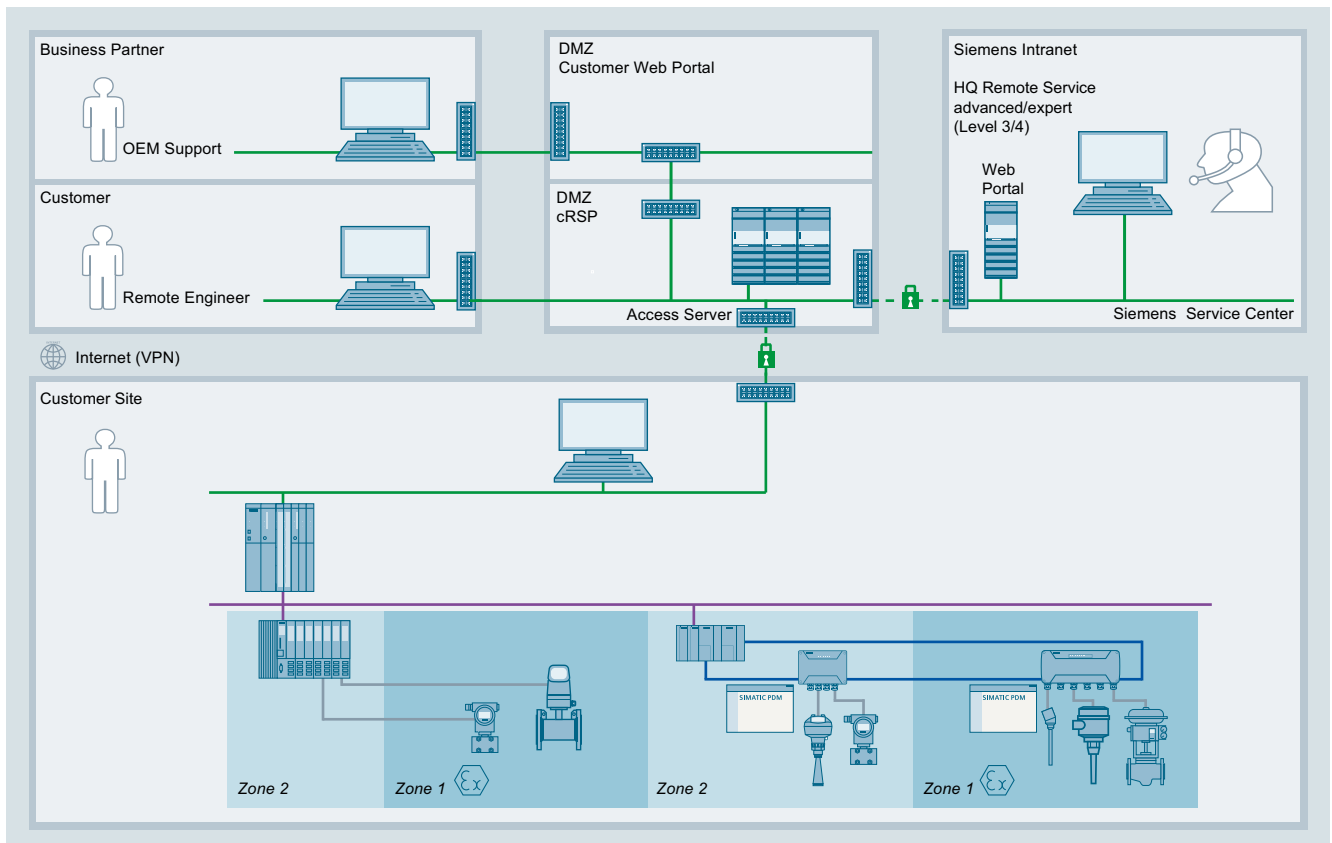 Business Partner
OEM Support
Customer
Remote Engineer
DMZ
Customer Web Portal
DMZ
cRSP
Access Server
Siemens Intranet
HQ Remote Service
advanced/expert
(Level 3/4)
Web
Portal
Siemens Service Center
Internet (VPN)
Customer Site
SIMATIC PDM
SIMATIC PDM
Zone 2
Zone 1
Ex
Zone 2
Zone 1
Ex